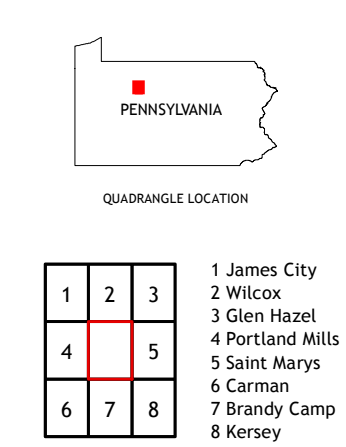 PENNSYLVANIA
QUADRANGLE LOCATION
1 2 3
4 5
6 7 8
1 James City
2 Wilcox
3 Glen Hazel
4 Portland Mills
5 Saint Marys
6 Carman
7 Brandy Camp
8 Kersey